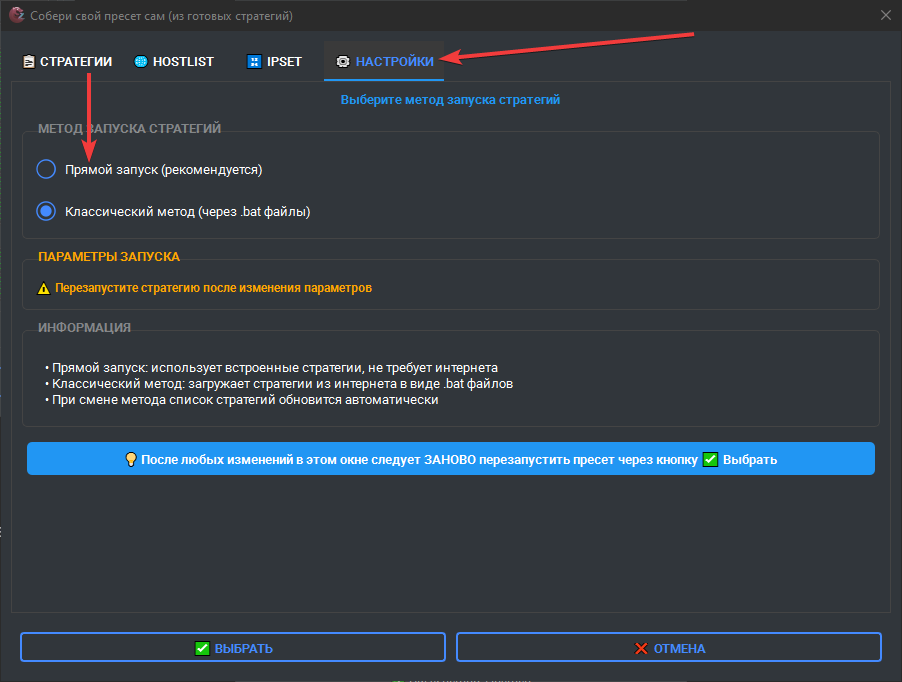 Собери свой пресет сам (из готовых стратегий)
СТРАТЕГИИ HOSTLIST IPSET НАСТРОЙКИ
Выберите метод запуска стратегий
МЕТОД ЗАПУСКА СТРАТЕГИЙ
Прямой запуск (рекомендуется)
Классический метод (через .bat файлы)
ПАРАМЕТРЫ ЗАПУСКА
Перезапустите стратегию после изменения параметров
ИНФОРМАЦИЯ
• Прямой запуск: использует встроенные стратегии, не требует интернета
• Классический метод: загружает стратегии из интернета в виде .bat файлов
• При смене метода список стратегий обновится автоматически
После любых изменений в этом окне следует ЗАНОВО перезапустить пресет через кнопку ✅ Выбрать
ВЫБРАТЬ ОТМЕНА